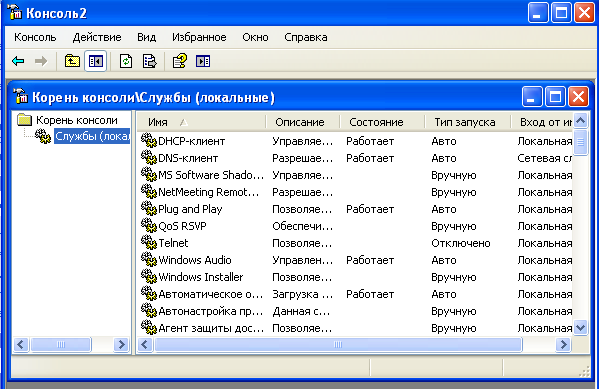 Консоль2
Консоль Действие Вид Избранное Окно Справка
Корень консоли\Службы (локальные)
Корень консоли
Службы (лока
Имя Описание Состояние Тип запуска Вход от им
DHCP-клиент Управляе... Работает Авто Локальная
DNS-клиент Разрешае... Работает Авто Сетевая сл
MS Software Shado... Управляе... Вручную Локальная
NetMeeting Remot... Разрешае... Вручную Локальная
Plug and Play Позволяе... Работает Авто Локальная
QoS RSVP Обеспечи... Вручную Локальная
Telnet Позволяе... Отключено Локальная
Windows Audio Управлен... Работает Авто Локальная
Windows Installer Позволяе... Вручную Локальная
Автоматическое о... Загрузка ... Работает Авто Локальная
Автонастройка пр... Данная с... Вручную Локальная
Агент защиты дос... Позволяе... Вручную Локальная